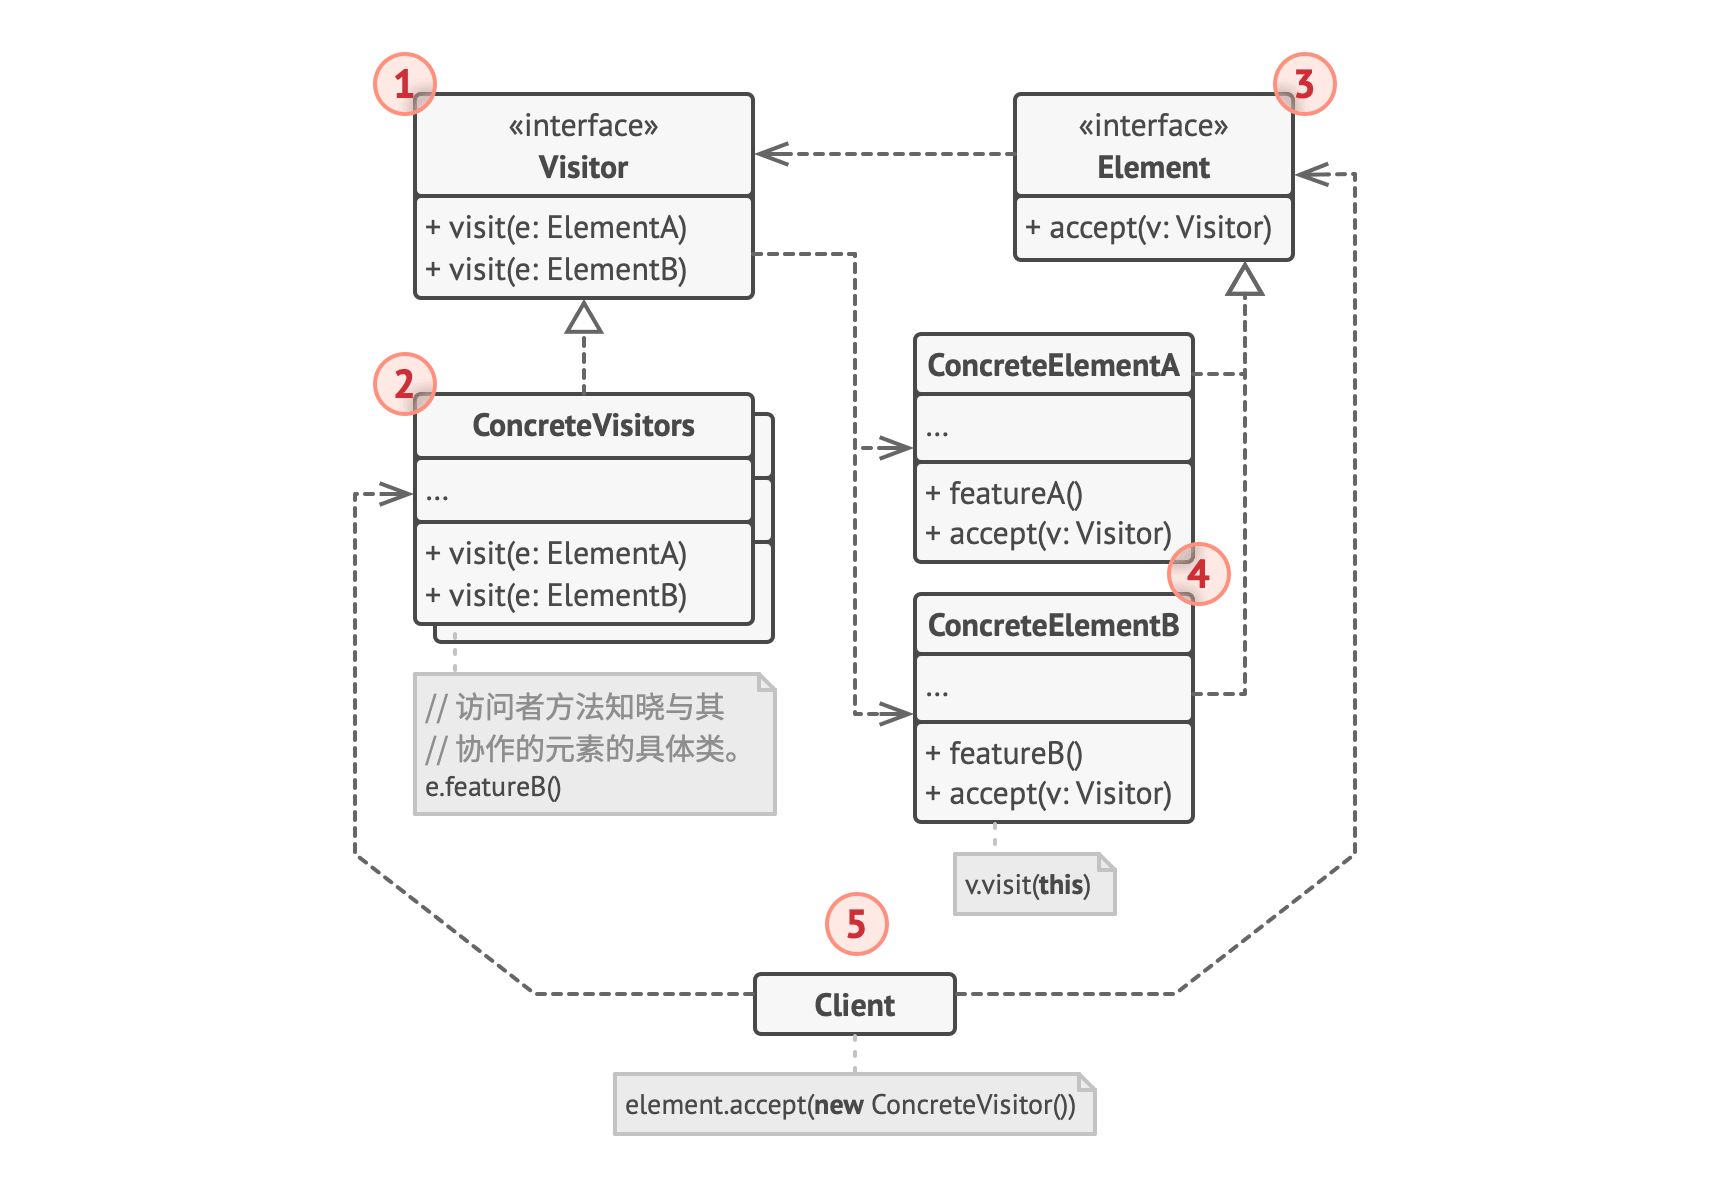 1
«interface»
Visitor
+ visit(e: ElementA)
+ visit(e: ElementB)
3
«interface»
Element
+ accept(v: Visitor)
2
ConcreteVisitors
...
+ visit(e: ElementA)
+ visit(e: ElementB)
// 访问者方法知晓与其
// 协作的元素的具体类。
e.featureB()
ConcreteElementA
...
+ featureA()
+ accept(v: Visitor)
4
ConcreteElementB
...
+ featureB()
+ accept(v: Visitor)
v.visit(this)
5
Client
element.accept(new ConcreteVisitor())